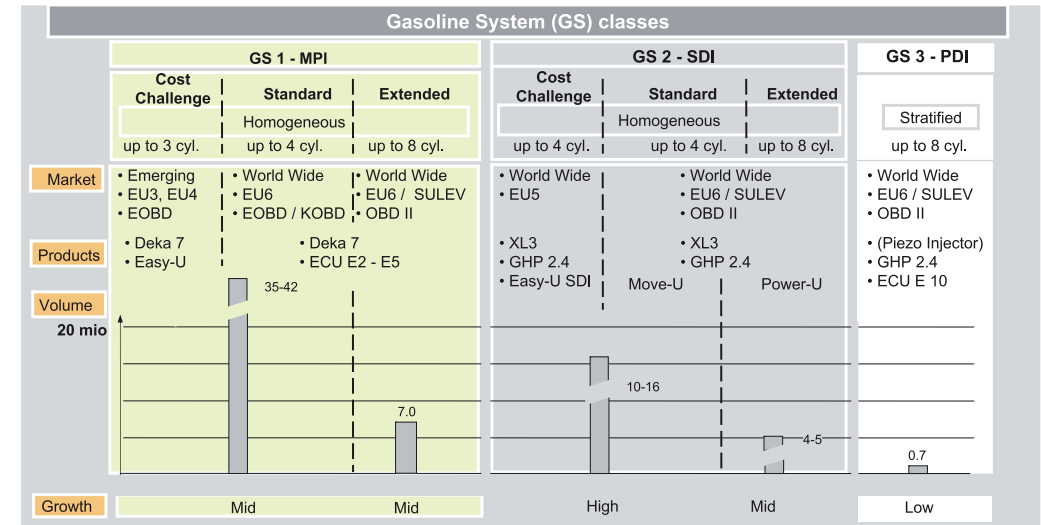 Gasoline System (GS) classes
GS 1 - MPI
GS 2 - SDI
GS 3 - PDI
Cost
Challenge
Standard
Extended
Cost
Challenge
Standard
Extended
Homogeneous
Homogeneous
Stratified
up to 3 cyl.
up to 4 cyl.
up to 8 cyl.
up to 4 cyl.
up to 4 cyl.
up to 8 cyl.
up to 8 cyl.
Market
• Emerging
• EU3, EU4
• EOBD
• World Wide
• EU6
• EOBD / KOBD
• World Wide
• EU6 / SULEV
• OBD II
• World Wide
• EU5
• World Wide
• EU6 / SULEV
• OBD II
• World Wide
• EU6 / SULEV
• OBD II
Products
• Deka 7
• Easy-U
• Deka 7
• ECU E2 - E5
• XL3
• GHP 2.4
• Easy-U SDI
• XL3
• GHP 2.4
Move-U
Power-U
• (Piezo Injector)
• GHP 2.4
• ECU E 10
Volume
20 mio
35-42
7.0
10-16
4-5
0.7
Growth
Mid
Mid
High
Mid
Low